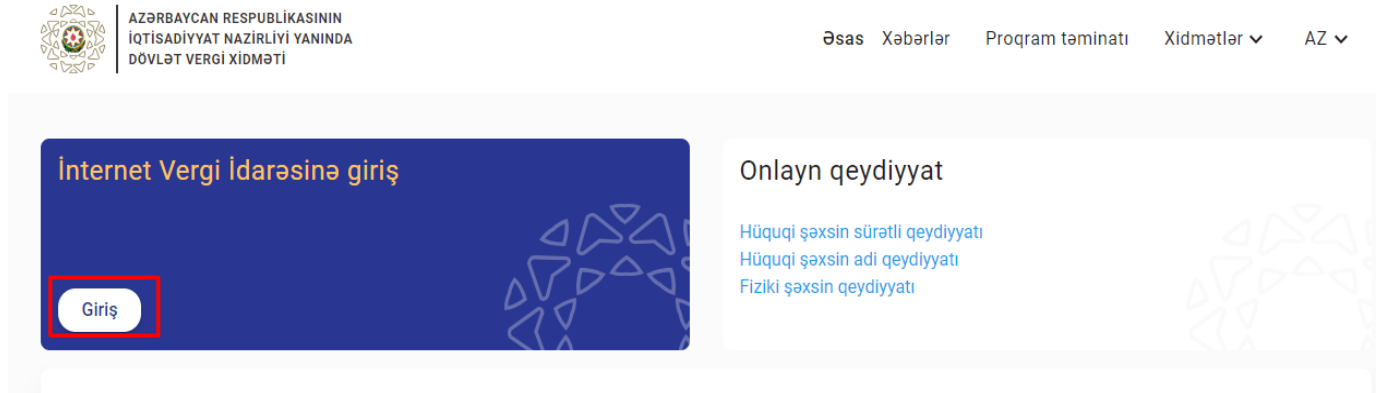 AZƏRBAYCAN RESPUBLİKASININ
İQTİSADİYYAT NAZİRLİYİ YANINDA
DÖVLƏT VERGİ XİDMƏTİ
Əsas Xəbərlər Proqram təminatı Xidmətlər AZ
İnternet Vergi İdarəsinə giriş
Giriş
Onlayn qeydiyyat
Hüquqi şəxsin sürətli qeydiyyatı
Hüquqi şəxsin adi qeydiyyatı
Fiziki şəxsin qeydiyyatı